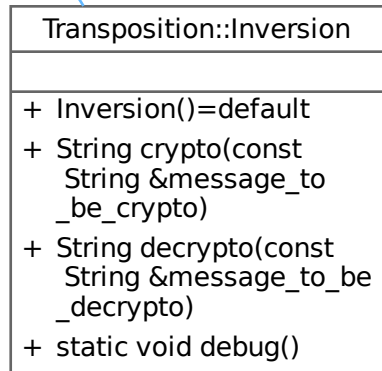 Transposition::Inversion
+ Inversion()=default
+ String crypto(const
String &message_to
_be_crypto)
+ String decrypto(const
String &message_to_be
_decrypto)
+ static void debug()